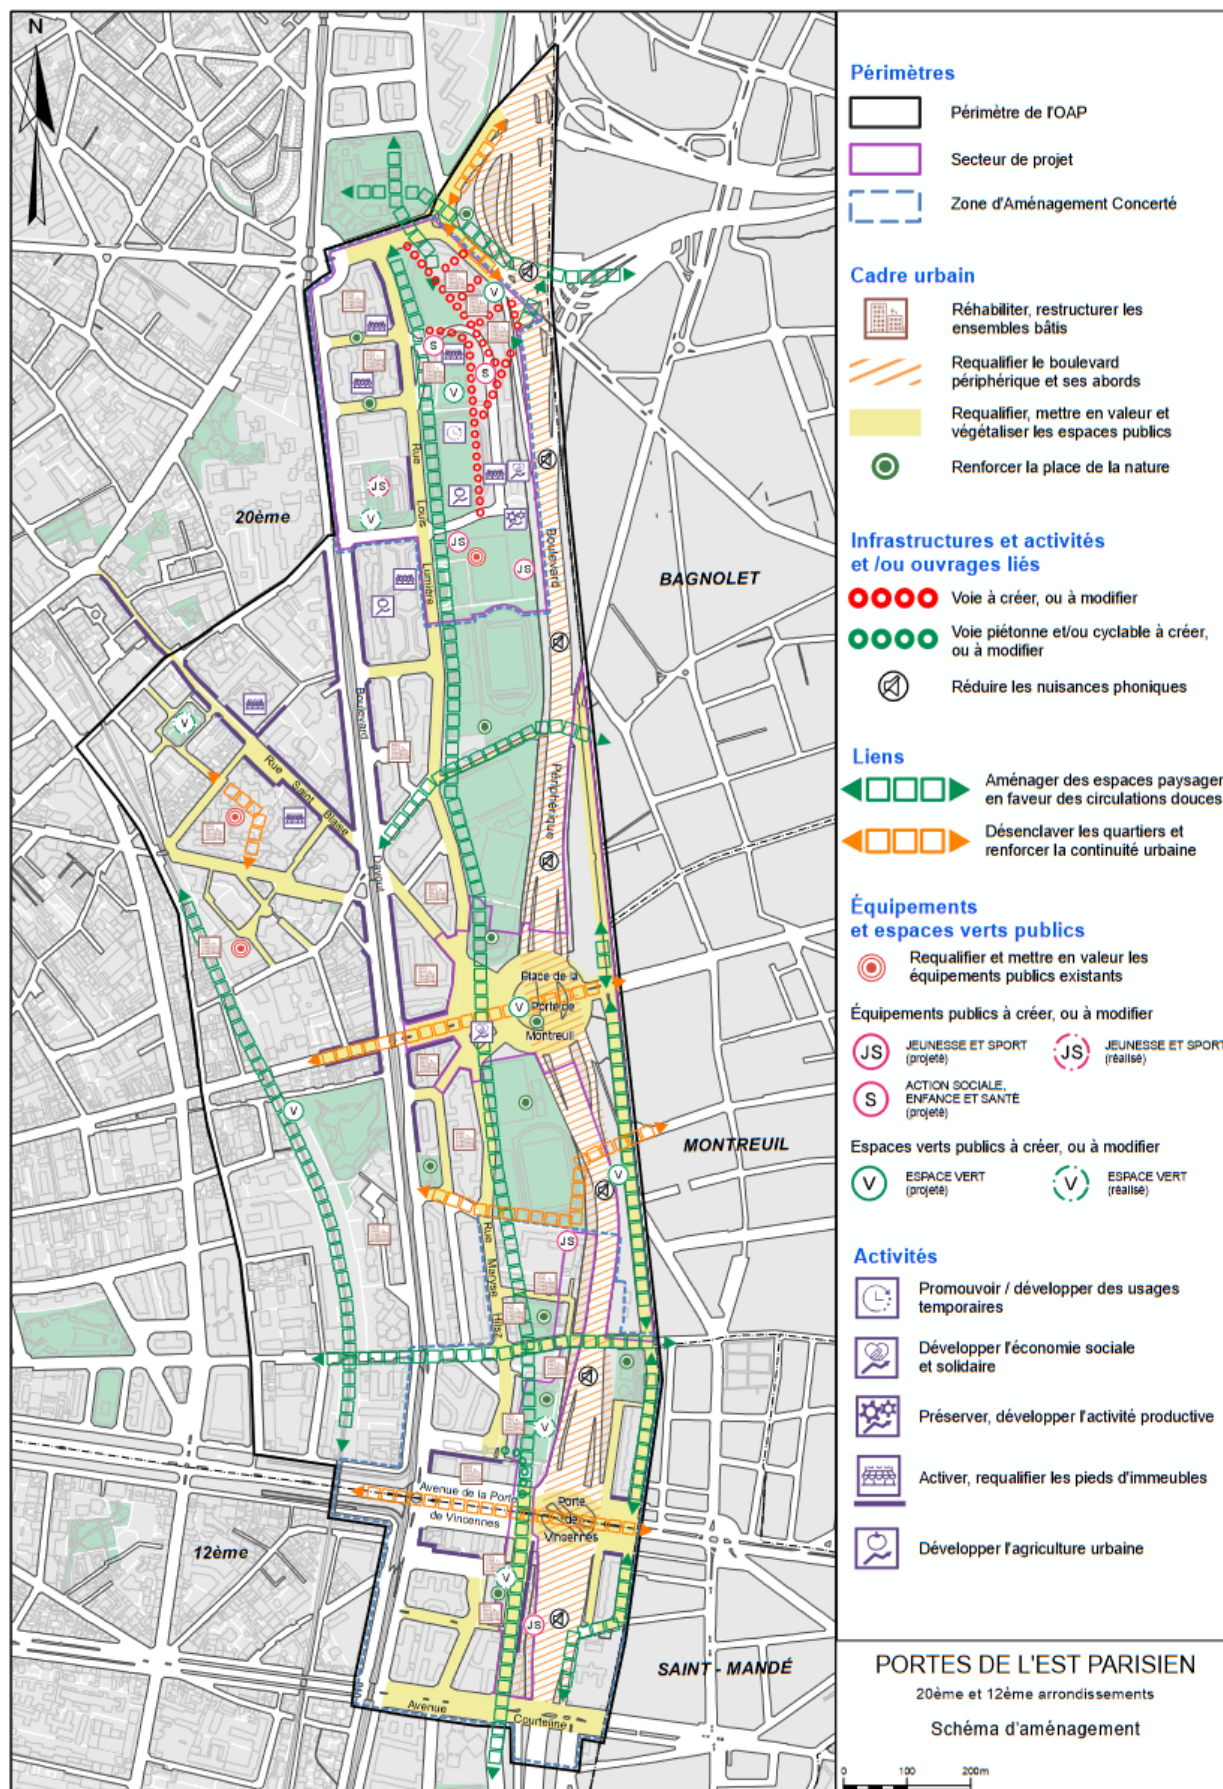 N
20ème
BAGNOLET
Rue
Louis
Lumière
Boulevard
Boulevard
Périphérique
Rue
Saint
Blaise
Davout
Place de la
Porte de
Montreuil
MONTREUIL
Rue
Maryse
Hilsz
Avenue de la Porte
de Vincennes
Porte
de
Vincennes
12ème
SAINT - MANDÉ
Avenue
Courteline
V
V
S
S
JS
V
JS
JS
V
V
V
V
JS
V
V
JS
Périmètres
Périmètre de l'OAP
Secteur de projet
Zone d'Aménagement Concerté
Cadre urbain
Réhabiliter, restructurer les
ensembles bâtis
Requalifier le boulevard
périphérique et ses abords
Requalifier, mettre en valeur et
végétaliser les espaces publics
Renforcer la place de la nature
Infrastructures et activités
et /ou ouvrages liés
Voie à créer, ou à modifier
Voie piétonne et/ou cyclable à créer,
ou à modifier
Réduire les nuisances phoniques
Liens
Aménager des espaces paysager
en faveur des circulations douces
Désenclaver les quartiers et
renforcer la continuité urbaine
Équipements
et espaces verts publics
Requalifier et mettre en valeur les
équipements publics existants
Équipements publics à créer, ou à modifier
JS JEUNESSE ET SPORT
(projeté)
JS JEUNESSE ET SPORT
(réalisé)
S ACTION SOCIALE,
ENFANCE ET SANTÉ
(projeté)
Espaces verts publics à créer, ou à modifier
V ESPACE VERT
(projeté)
V ESPACE VERT
(réalisé)
Activités
Promouvoir / développer des usages
temporaires
Développer l'économie sociale
et solidaire
Préserver, développer l'activité productive
Activer, requalifier les pieds d'immeubles
Développer l'agriculture urbaine
PORTES DE L'EST PARISIEN
20ème et 12ème arrondissements
Schéma d'aménagement
0 100 200m